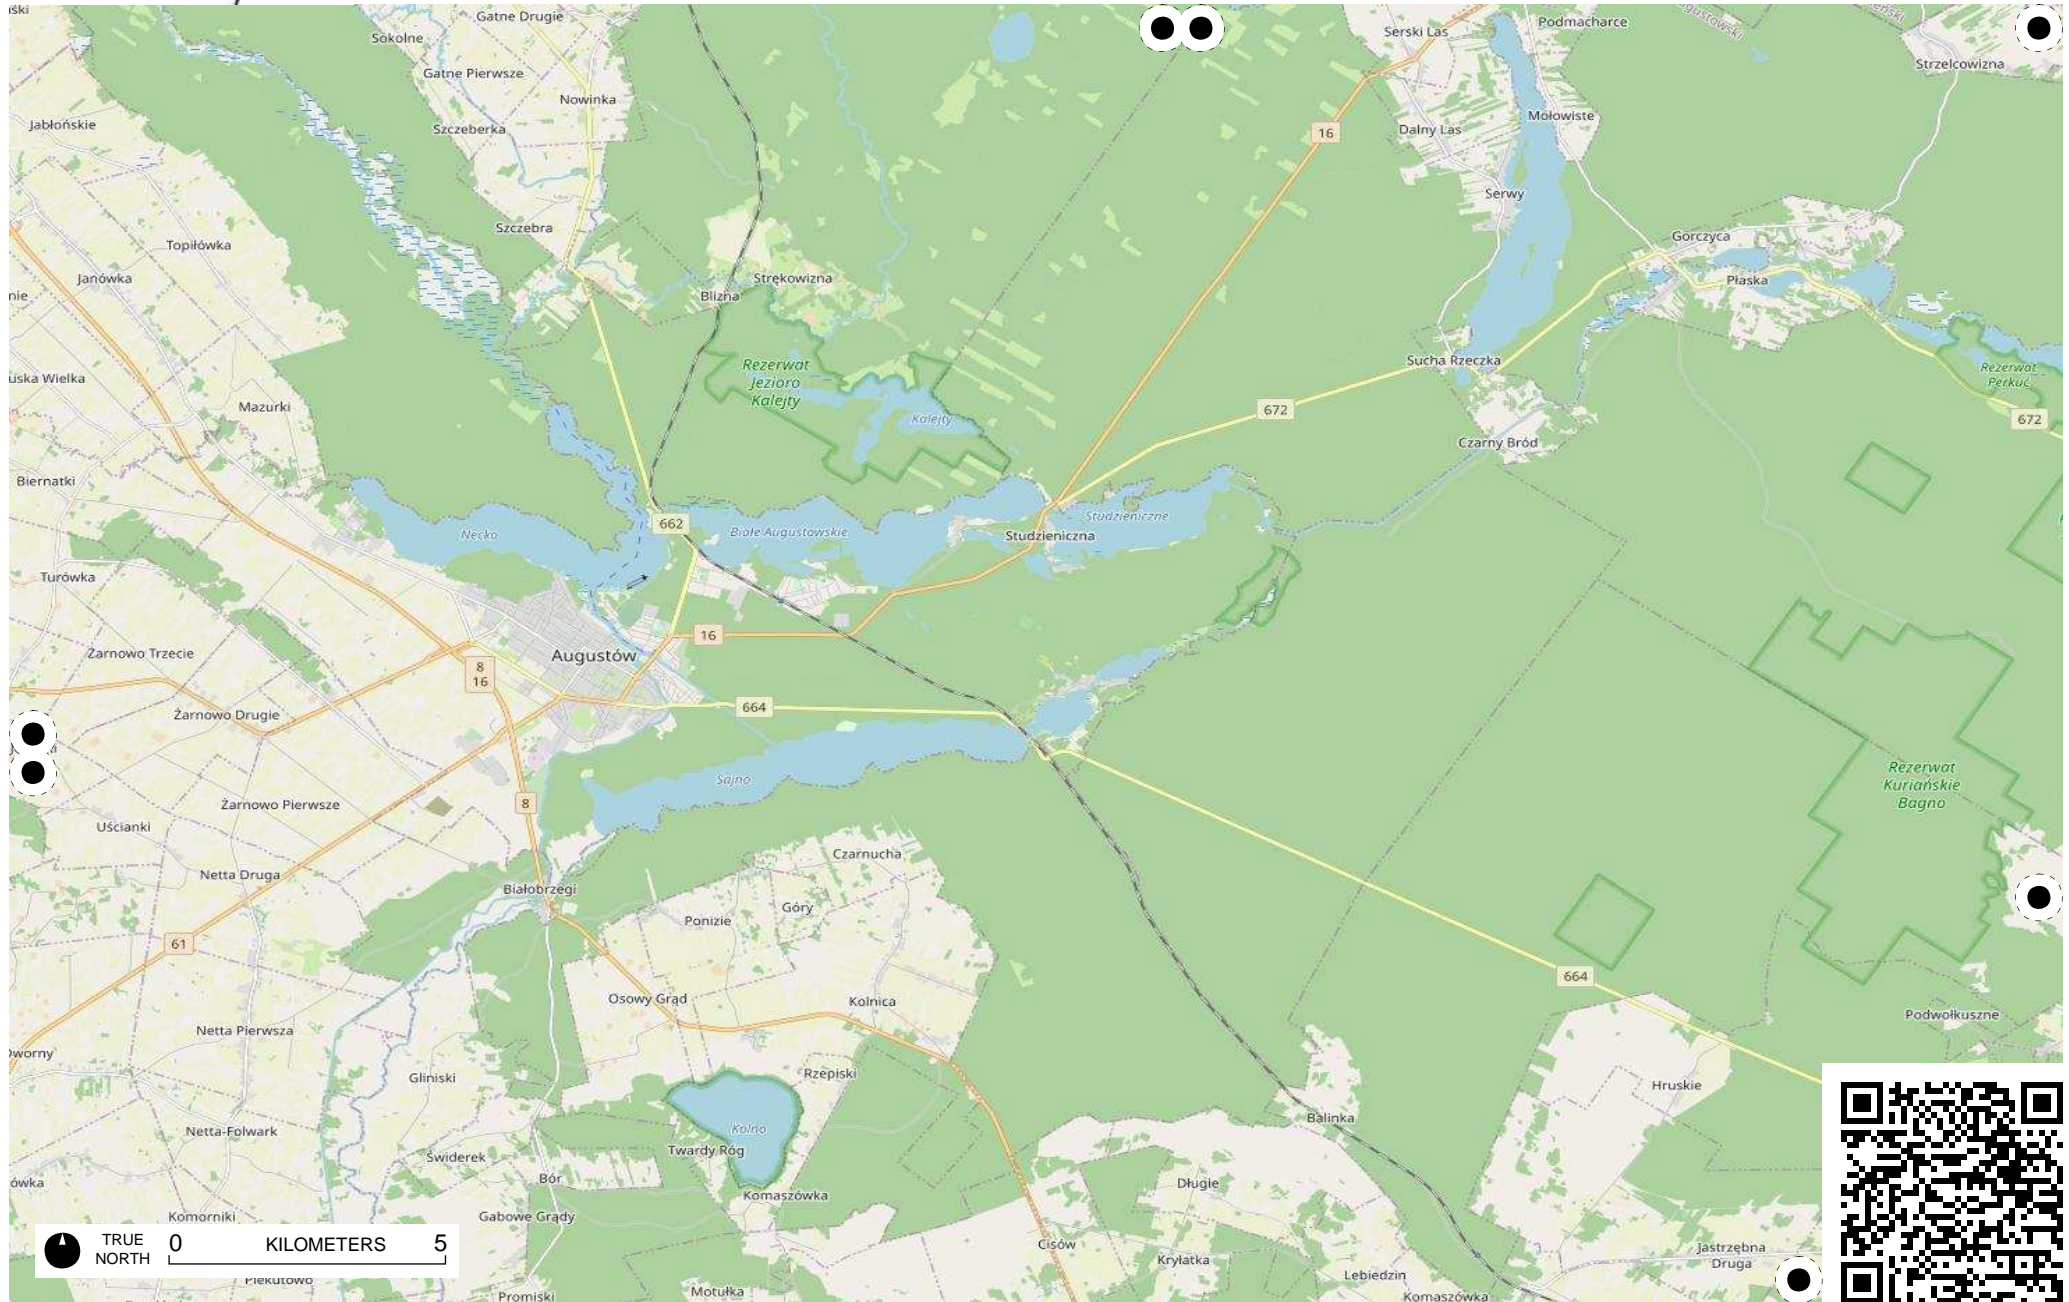 Gatne Drugie
Sokolne
Serski Las
Podmacharce
Strzelcowizna
Gatne Pierwsze
Nowinka
Jabłońskie
Szczeberka
16
Dalny Las
Mołowiste
Serwy
Szczebra
Topiłówka
Gorczyca
Janówka
Strękowizna
Płaska
nie
Blizna
Rezerwat
Jezioro
Kalejty
Sucha Rzeczka
Rezerwat
Perkuć
uska Wielka
Mazurki
Kalejty
672
672
Czarny Bród
Biernatki
Necko
662
Białe Augustowskie
Studzieniczne
Studzieniczna
Turówka
16
Żarnowo Trzecie
Augustów
8
16
Żarnowo Drugie
664
Sajno
Rezerwat
Kuriańskie
Bagno
Żarnowo Pierwsze
8
Uścianki
Czarnucha
Netta Druga
Białobrzegi
Góry
Ponizie
61
664
Osowy Grąd
Kolnica
Podwołkuszne
Netta Pierwsza
Dworny
Gliniski
Rzepiski
Hruskie
Netta-Folwark
Kolno
Balinka
Świderek
Twardy Róg
ówka
Bór
Długie
Komaszówka
Komorniki
Gabowe Grądy
TRUE
NORTH
0 KILOMETERS 5
Cisów
Kryłatka
Jastrzębna
Druga
Lebiedzin
Piekutowo
Promiski
Motułka
Komaszówka